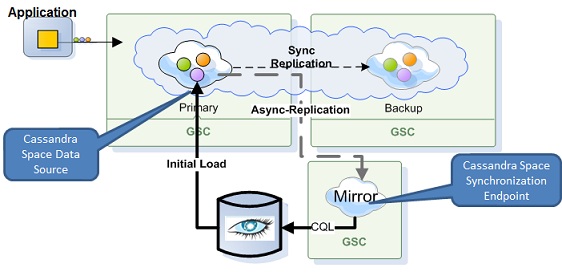 Application
Sync
Replication
Primary
Backup
Async-Replication
GSC
GSC
Cassandra
Space Data
Source
Initial Load
Cassandra Space
Synchronization
Endpoint
Mirror
CQL
GSC